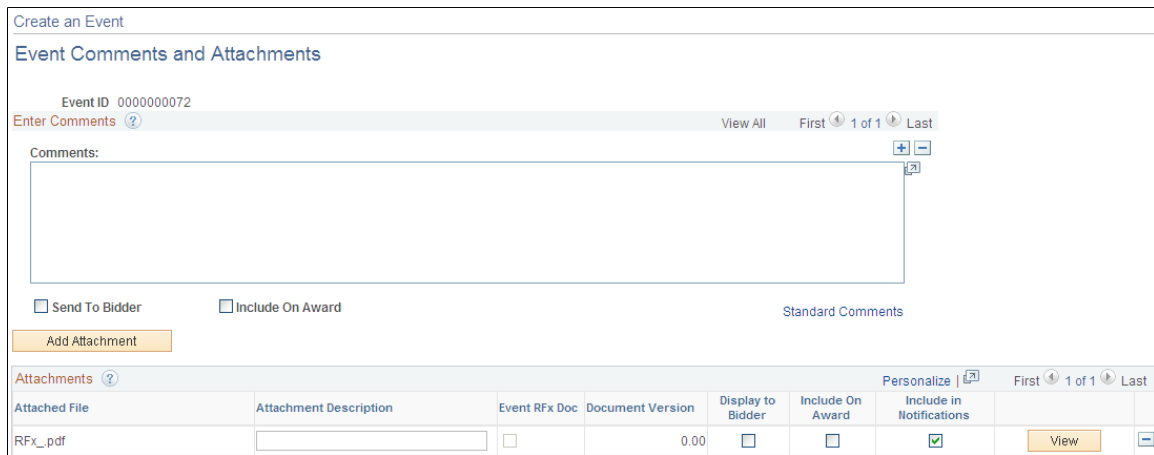 Create an Event
Event Comments and Attachments
Event ID 0000000072
Enter Comments ? View All First 1 of 1 Last
Comments:
Send To Bidder Include On Award Standard Comments
Add Attachment
Attachments ? Personalize | First 1 of 1 Last
Attached File Attachment Description Event RFx Doc Document Version Display to Bidder Include On Award Include in Notifications
RFx_.pdf 0.00 View